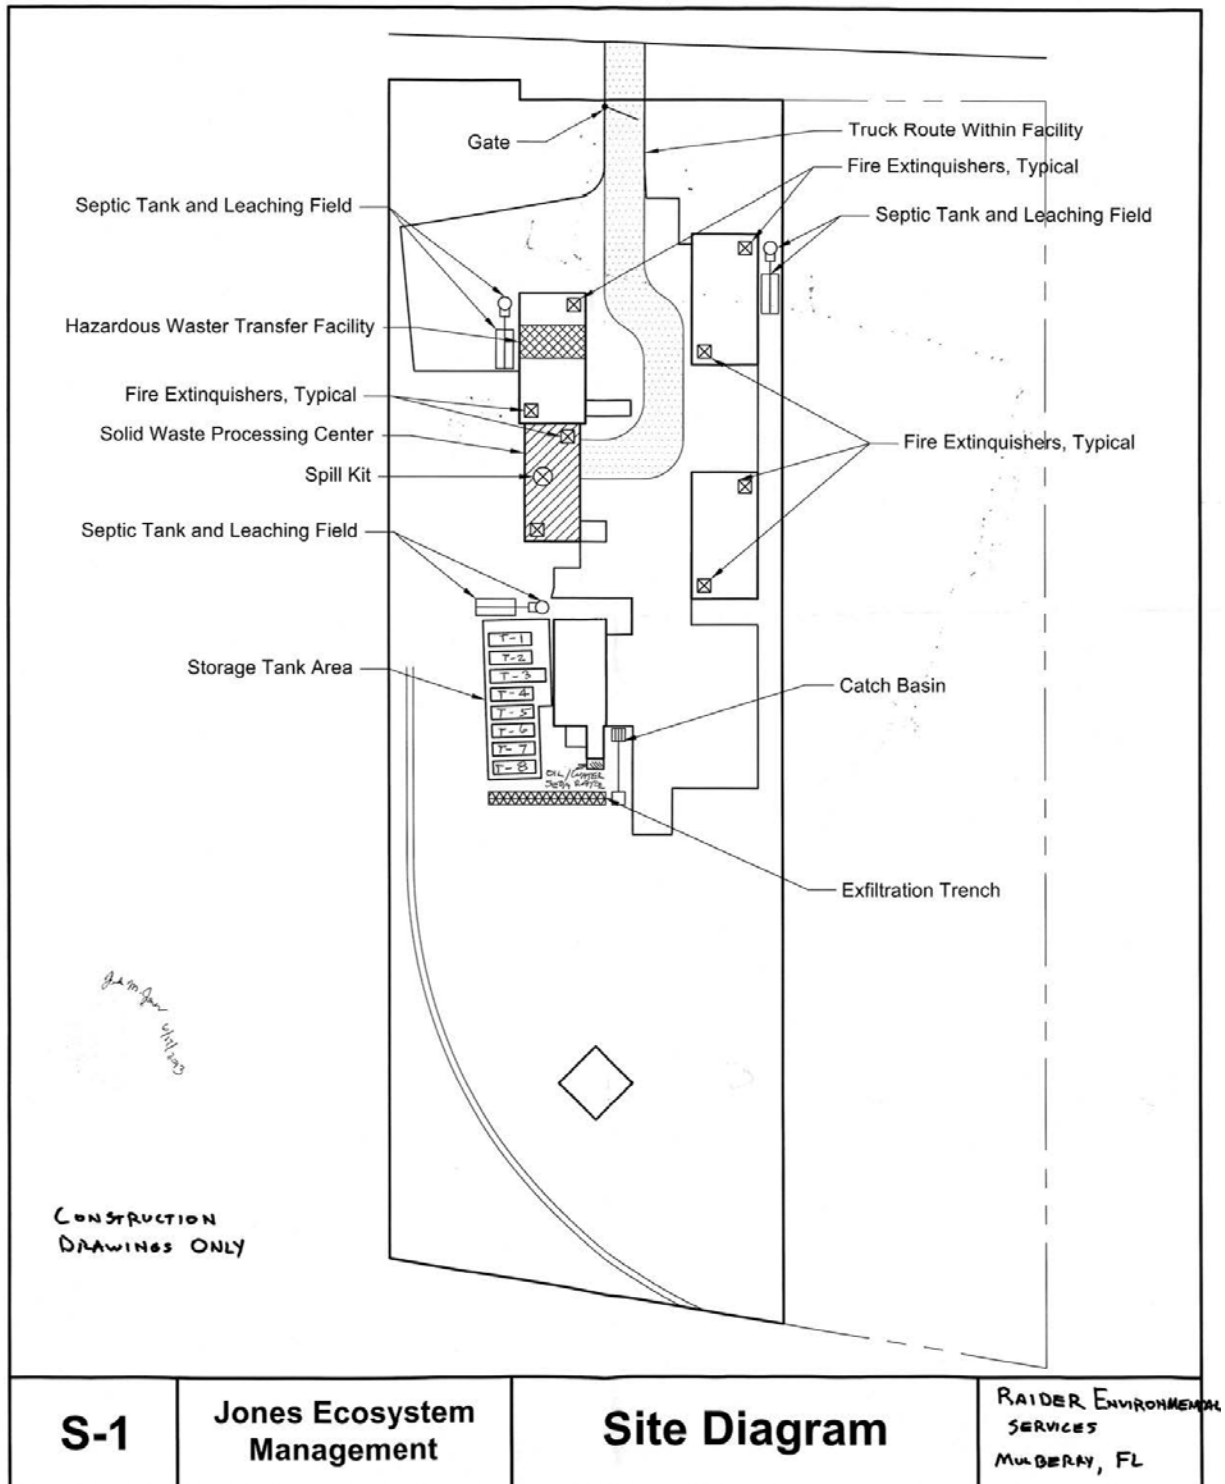 Gate
Truck Route Within Facility
Fire Extinquishers, Typical
Septic Tank and Leaching Field
Septic Tank and Leaching Field
Hazardous Waster Transfer Facility
Fire Extinquishers, Typical
Solid Waste Processing Center
Fire Extinquishers, Typical
Spill Kit
Septic Tank and Leaching Field
T-1
T-2
T-3
T-4
T-5
T-6
T-7
T-8
Storage Tank Area
Catch Basin
OIL/WATER
Exfiltration Trench
CONSTRUCTION
DRAWINGS ONLY
S-1
Jones Ecosystem
Management
Site Diagram
RAIDER ENVIRONMENTAL
SERVICES
MULBERRY, FL